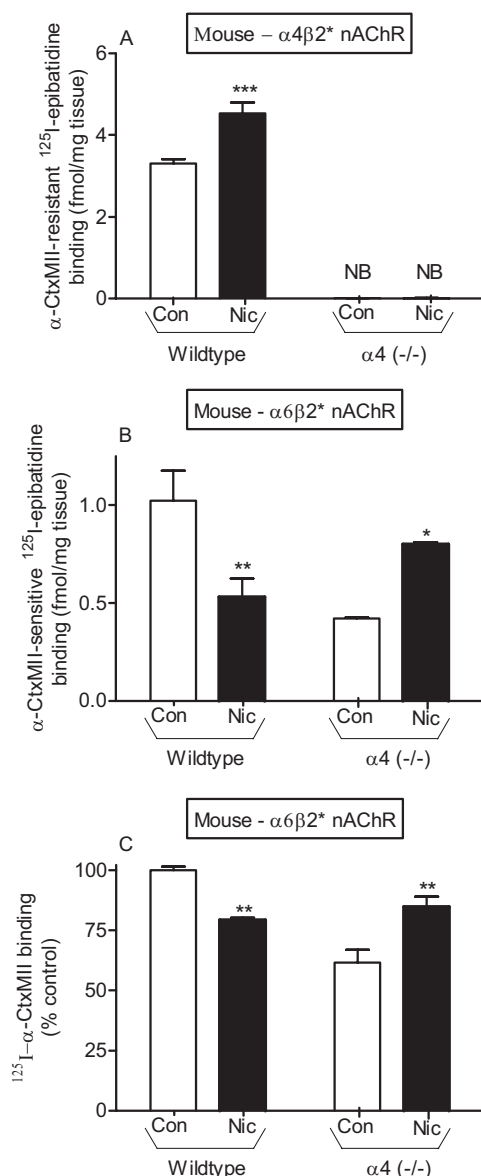 A
Mouse – α4β2* nAChR
α-CtxMII-resistant ¹²⁵I-epibatidine
binding (fmol/mg tissue)
6
4
2
0
***
NB NB
Con Nic Con Nic
Wildtype α4 (-/-)
Mouse - α6β2* nAChR
B
α-CtxMII-sensitive ¹²⁵I-epibatidine
binding (fmol/mg tissue)
1.0
0.5
0.0
**
*
Con Nic Con Nic
Wildtype α4 (-/-)
Mouse - α6β2* nAChR
C
¹²⁵I–α-CtxMII binding
(% control)
100
75
50
25
0
**
**
Con Nic Con Nic
Wildtype α4 (-/-)